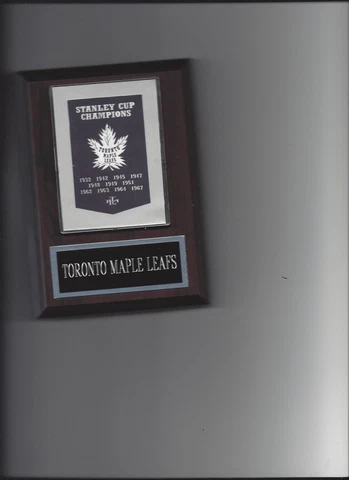 STANLEY CUP
CHAMPIONS
TORONTO
MAPLE
LEAFS
1932 1942 1945 1947
1948 1949 1951
1962 1963 1964 1967
TORONTO MAPLE LEAFS